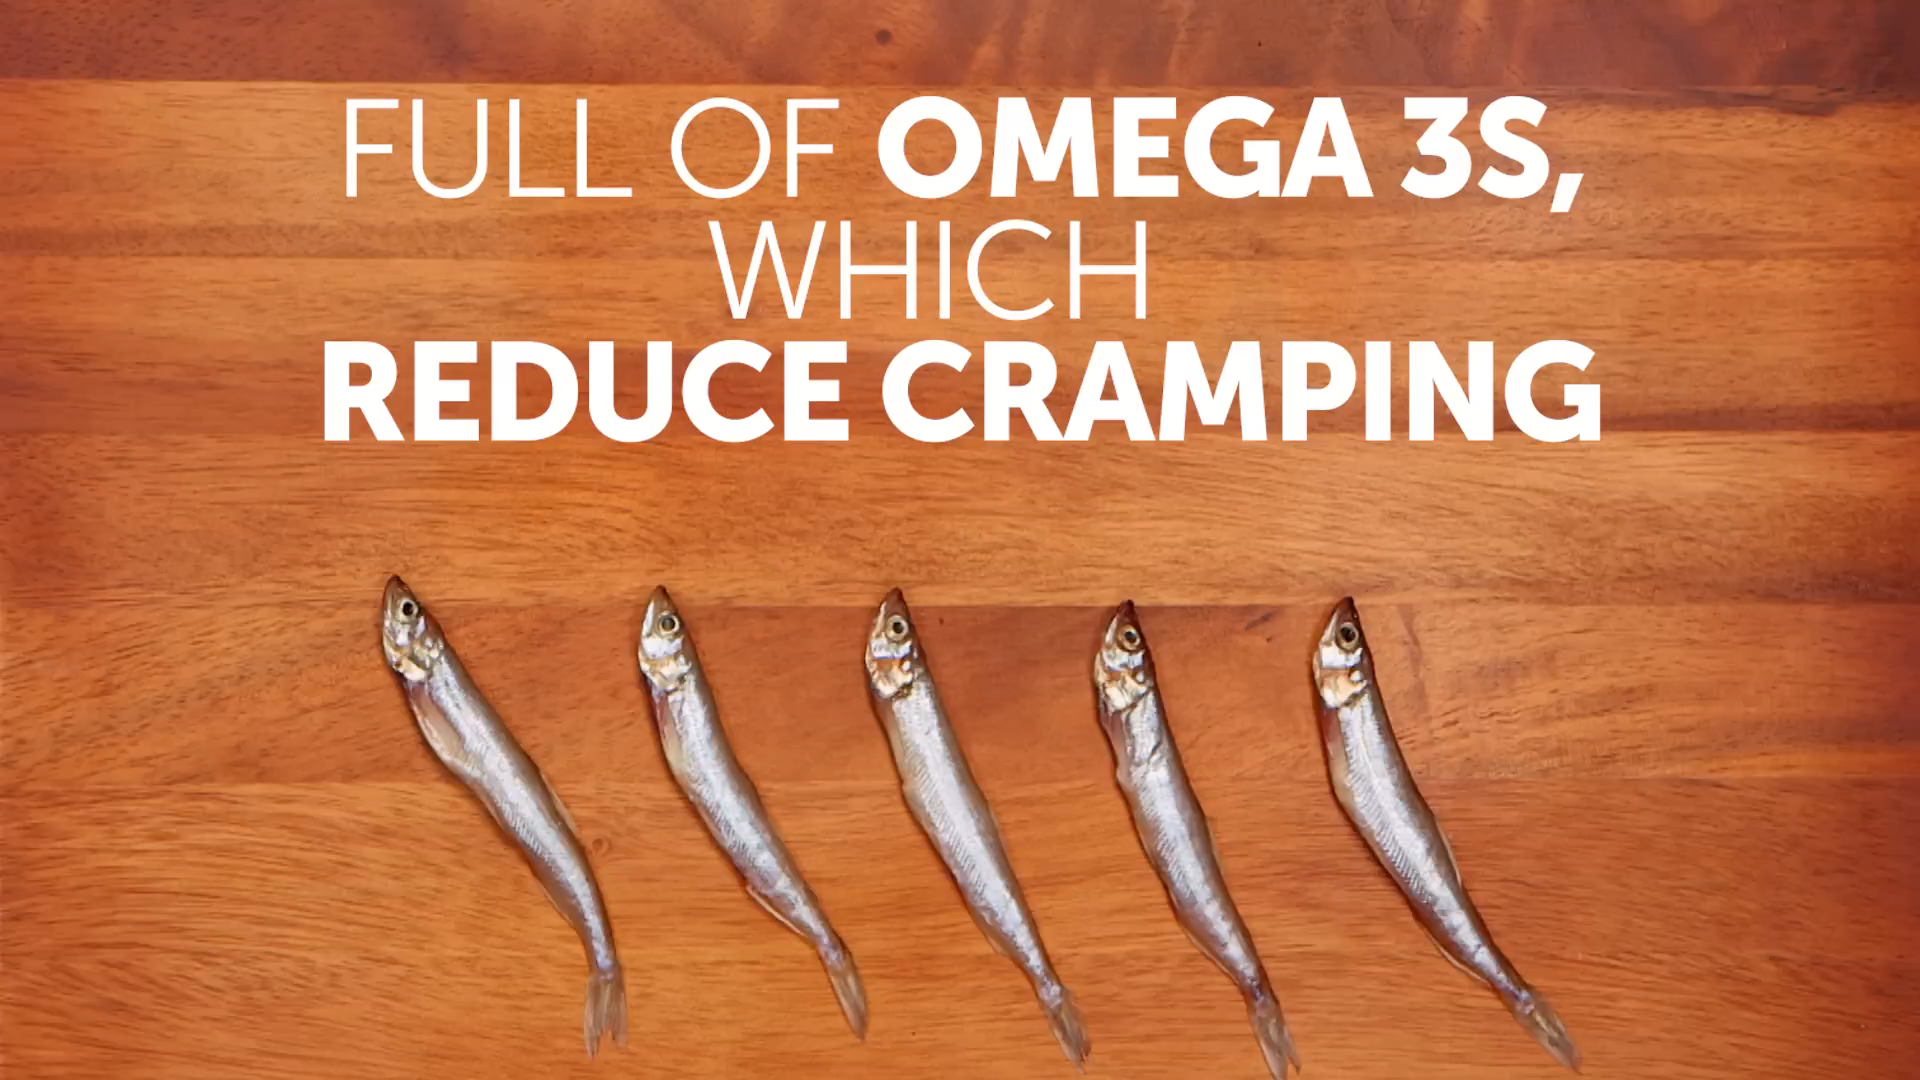 FULL OF OMEGA 3S,
WHICH
REDUCE CRAMPING